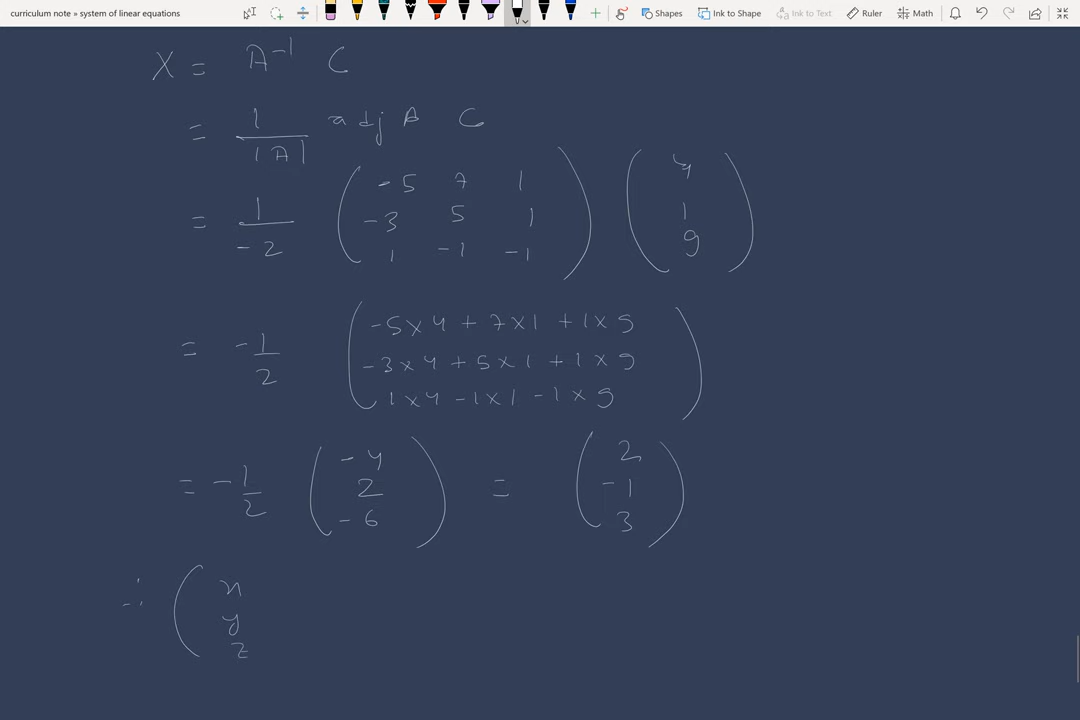 curriculum note » system of linear equations Shapes Ink to Shape Ink to Text Ruler Math
X = A⁻¹ C
= 1/|A| adj A C
= 1/-2 ( -5 7 1
-3 5 1
1 -1 -1 ) ( 4
1
9 )
= -1/2 ( -5×4 + 7×1 + 1×9
-3×4 + 5×1 + 1×9
1×4 -1×1 -1×9 )
= -1/2 ( -4
2
-6 ) = ( 2
-1
3 )
∴ ( x
y
z